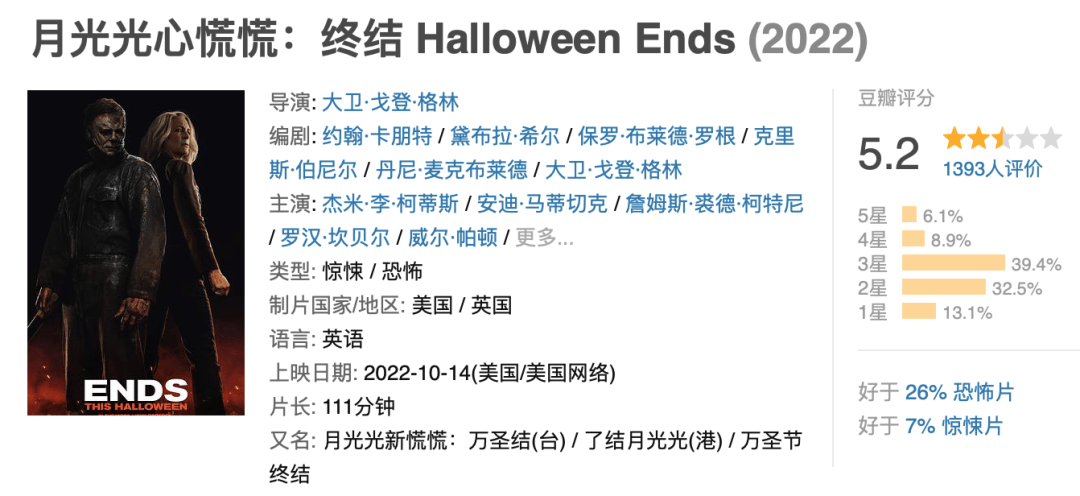 月光光心慌慌：终结 Halloween Ends (2022)
ENDS
THIS HALLOWEEN
导演: 大卫·戈登·格林
编剧: 约翰·卡朋特 / 黛布拉·希尔 / 保罗·布莱德·罗根 / 克里
斯·伯尼尔 / 丹尼·麦克布莱德 / 大卫·戈登·格林
主演: 杰米·李·柯蒂斯 / 安迪·马蒂切克 / 詹姆斯·裘德·柯特尼
/ 罗汉·坎贝尔 / 威尔·帕顿 / 更多...
类型: 惊悚 / 恐怖
制片国家/地区: 美国 / 英国
语言: 英语
上映日期: 2022-10-14(美国/美国网络)
片长: 111分钟
又名: 月光光新慌慌：万圣结(台) / 了结月光光(港) / 万圣节
终结
豆瓣评分
5.2
1393人评价
5星 6.1%
4星 8.9%
3星 39.4%
2星 32.5%
1星 13.1%
好于 26% 恐怖片
好于 7% 惊悚片